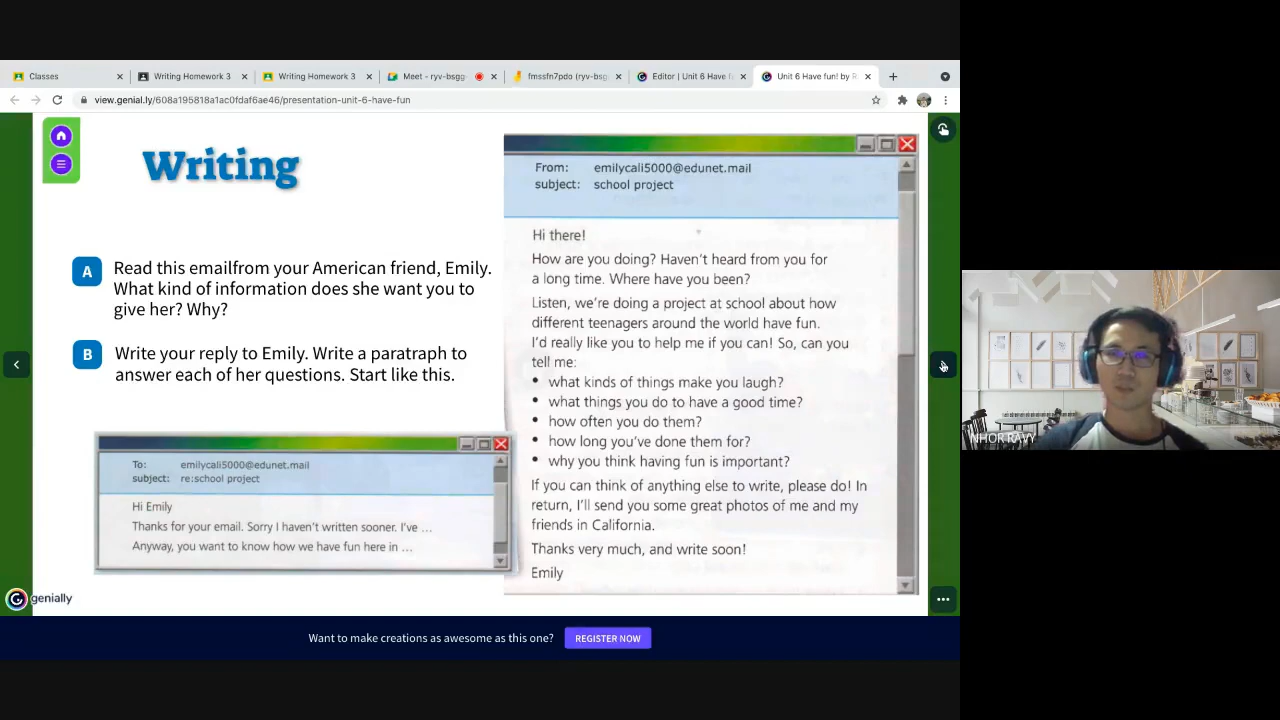 Classes
Writing Homework 3
Writing Homework 3
Meet - ryv-bsgg
fmssfn7pdo (ryv-bsg
Editor | Unit 6 Have f
Unit 6 Have fun! by R
view.genial.ly/608a195818a1ac0fdaf6ae46/presentation-unit-6-have-fun
Writing
A
Read this emailfrom your American friend, Emily.
What kind of information does she want you to
give her? Why?
B
Write your reply to Emily. Write a paratraph to
answer each of her questions. Start like this.
To: emilycali5000@edunet.mail
subject: re:school project
Hi Emily
Thanks for your email. Sorry I haven't written sooner. I've ...
Anyway, you want to know how we have fun here in ...
From: emilycali5000@edunet.mail
subject: school project
Hi there!
How are you doing? Haven't heard from you for
a long time. Where have you been?
Listen, we're doing a project at school about how
different teenagers around the world have fun.
I'd really like you to help me if you can! So, can you
tell me:
• what kinds of things make you laugh?
• what things you do to have a good time?
• how often you do them?
• how long you've done them for?
• why you think having fun is important?
If you can think of anything else to write, please do! In
return, I'll send you some great photos of me and my
friends in California.
Thanks very much, and write soon!
Emily
genially
Want to make creations as awesome as this one?
REGISTER NOW
NHOR RAVY